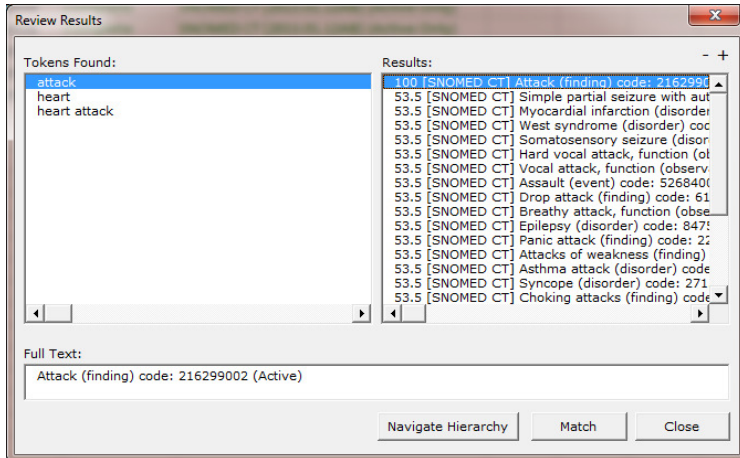 Review Results
Tokens Found:
attack
heart
heart attack
Results:
- +
100 [SNOMED CT] Attack (finding) code: 2162990
53.5 [SNOMED CT] Simple partial seizure with aut
53.5 [SNOMED CT] Myocardial infarction (disorder
53.5 [SNOMED CT] West syndrome (disorder) cod
53.5 [SNOMED CT] Somatosensory seizure (disor
53.5 [SNOMED CT] Hard vocal attack, function (ob
53.5 [SNOMED CT] Vocal attack, function (observ
53.5 [SNOMED CT] Assault (event) code: 5268400
53.5 [SNOMED CT] Drop attack (finding) code: 61
53.5 [SNOMED CT] Breathy attack, function (obse
53.5 [SNOMED CT] Epilepsy (disorder) code: 8475
53.5 [SNOMED CT] Panic attack (finding) code: 22
53.5 [SNOMED CT] Attacks of weakness (finding)
53.5 [SNOMED CT] Asthma attack (disorder) code
53.5 [SNOMED CT] Syncope (disorder) code: 271
53.5 [SNOMED CT] Choking attacks (finding) code
Full Text:
Attack (finding) code: 216299002 (Active)
Navigate Hierarchy
Match
Close